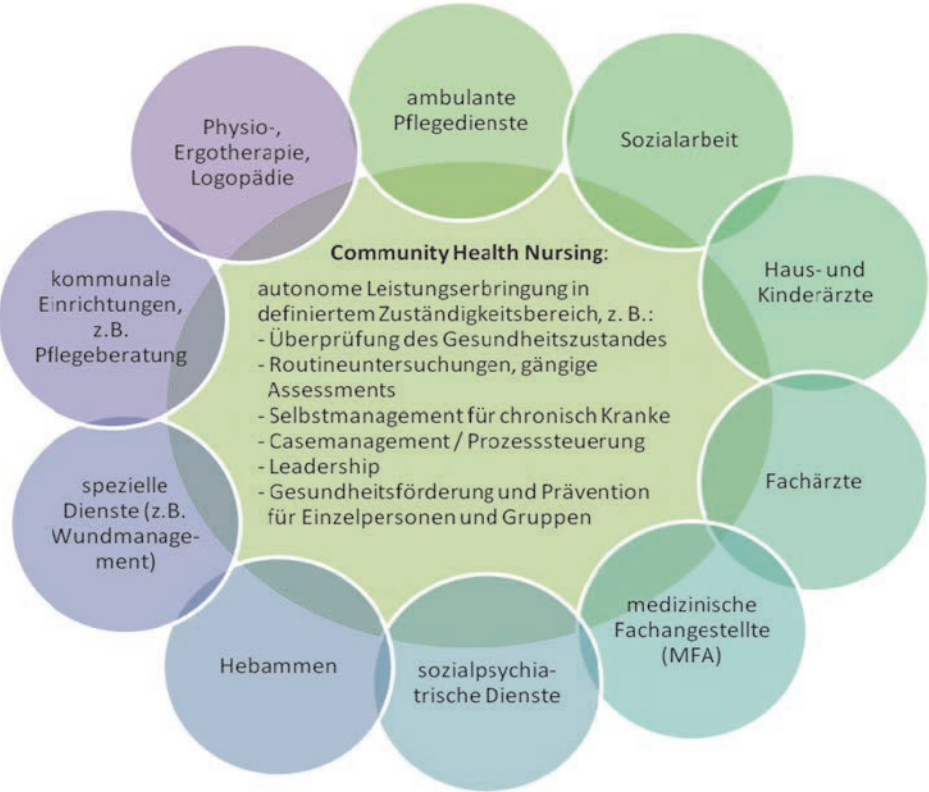 ambulante
Pflegedienste
Sozialarbeit
Haus- und
Kinderärzte
Fachärzte
medizinische
Fachangestellte
(MFA)
sozialpsychia-
trische Dienste
Hebammen
spezielle
Dienste (z.B.
Wundmanage-
ment)
kommunale
Einrichtungen,
z.B.
Pflegeberatung
Physio-,
Ergotherapie,
Logopädie
Community Health Nursing:
autonome Leistungserbringung in
definiertem Zuständigkeitsbereich, z. B.:
- Überprüfung des Gesundheitszustandes
- Routineuntersuchungen, gängige
Assessments
- Selbstmanagement für chronisch Kranke
- Casemanagement / Prozesssteuerung
- Leadership
- Gesundheitsförderung und Prävention
für Einzelpersonen und Gruppen